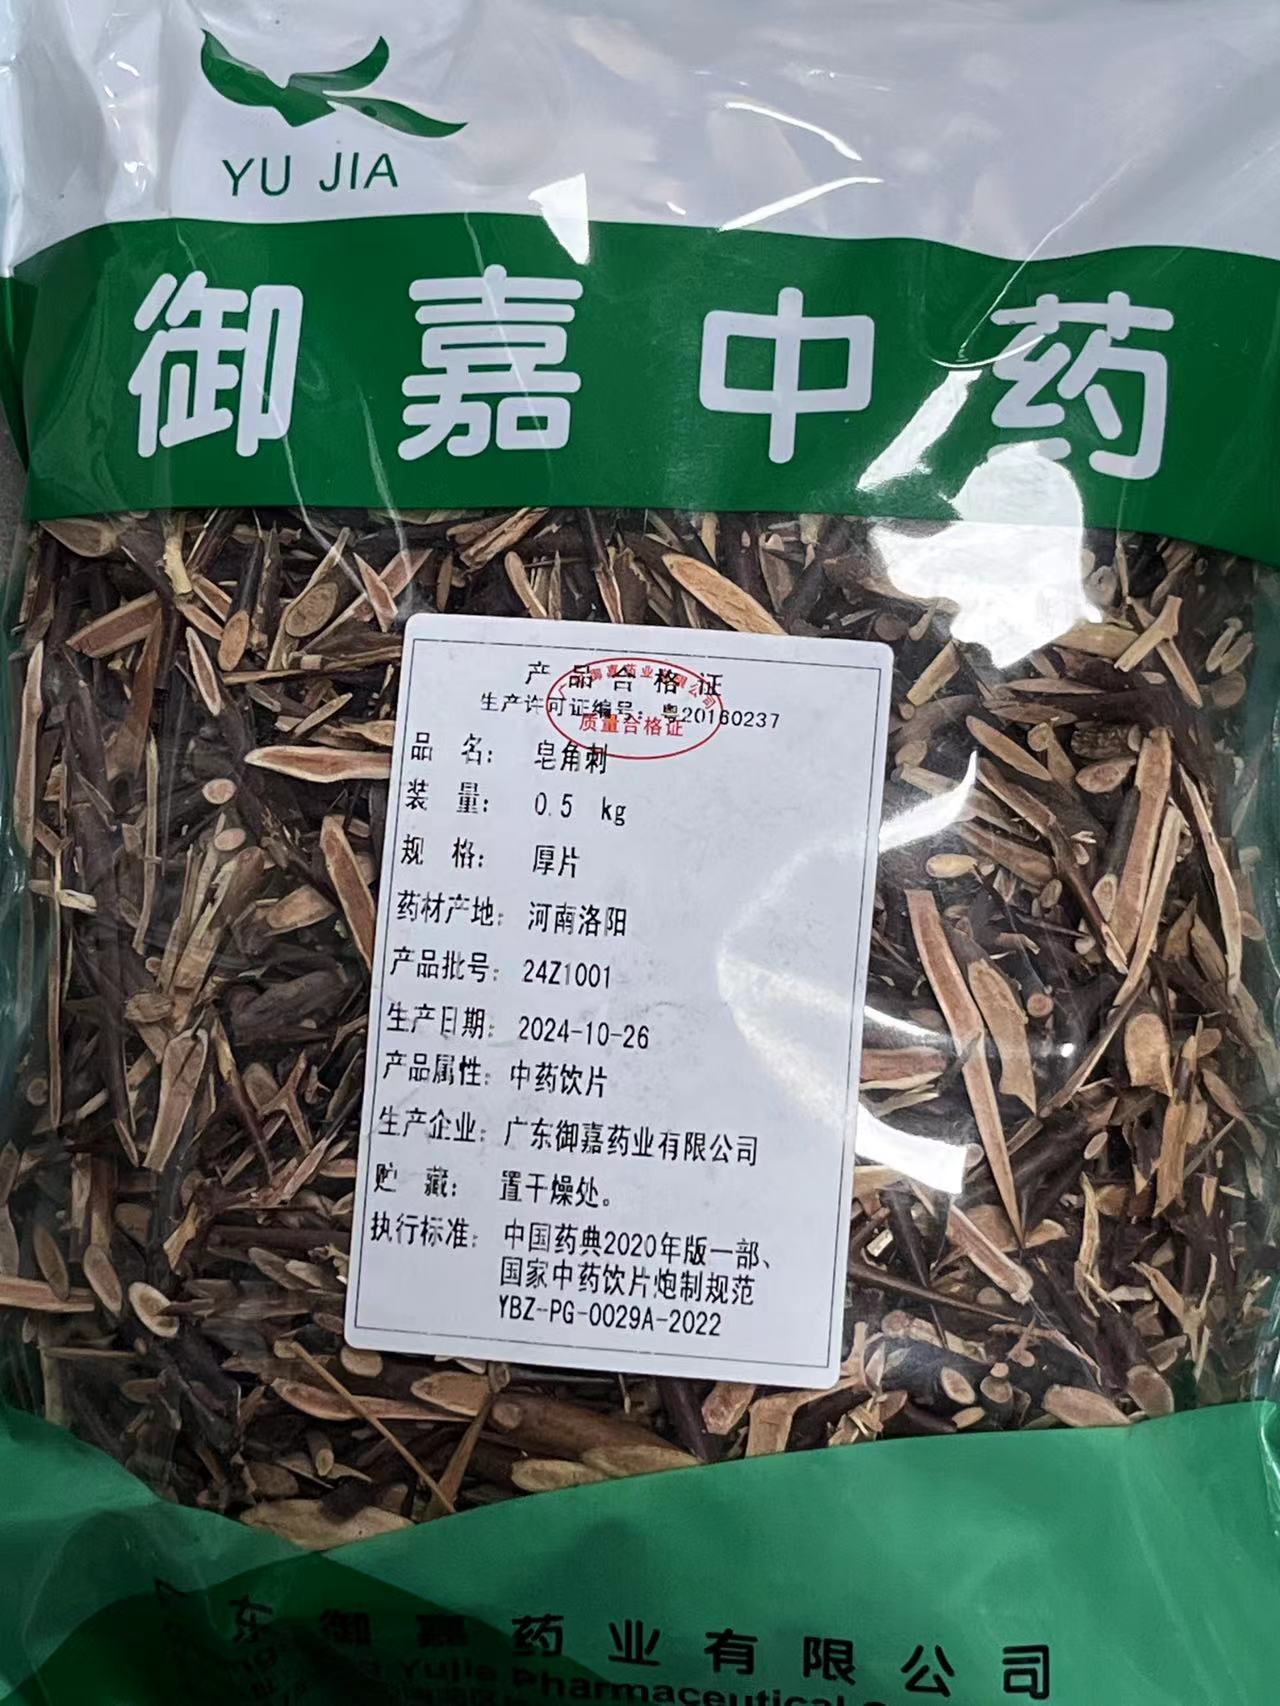 YU JIA
御嘉中药
产品合格证
生产许可证编号：粤20160237
质量合格证
品 名： 皂角刺
装 量： 0.5 kg
规 格： 厚片
药材产地： 河南洛阳
产品批号： 24Z1001
生产日期： 2024-10-26
产品属性： 中药饮片
生产企业： 广东御嘉药业有限公司
贮 藏： 置干燥处。
执行标准： 中国药典2020年版一部、
国家中药饮片炮制规范
YBZ-PG-0029A-2022
东御嘉药业有限公司
Yujia Pharmaceutical